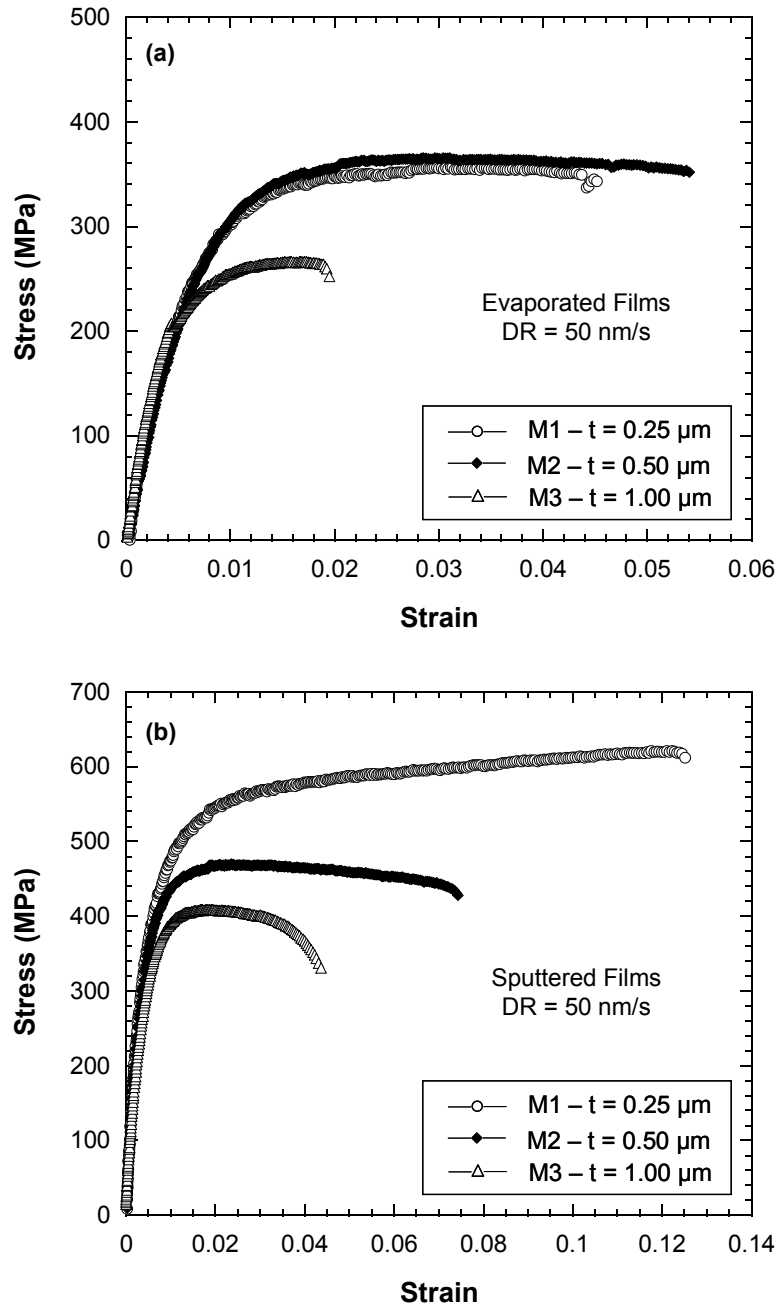 500
(a)
400
300
200
100
0
Stress (MPa)
Evaporated Films
DR = 50 nm/s
M1 – t = 0.25 µm
M2 – t = 0.50 µm
M3 – t = 1.00 µm
0 0.01 0.02 0.03 0.04 0.05 0.06
Strain
700
(b)
600
500
400
300
200
100
0
Stress (MPa)
Sputtered Films
DR = 50 nm/s
M1 – t = 0.25 µm
M2 – t = 0.50 µm
M3 – t = 1.00 µm
0 0.02 0.04 0.06 0.08 0.1 0.12 0.14
Strain